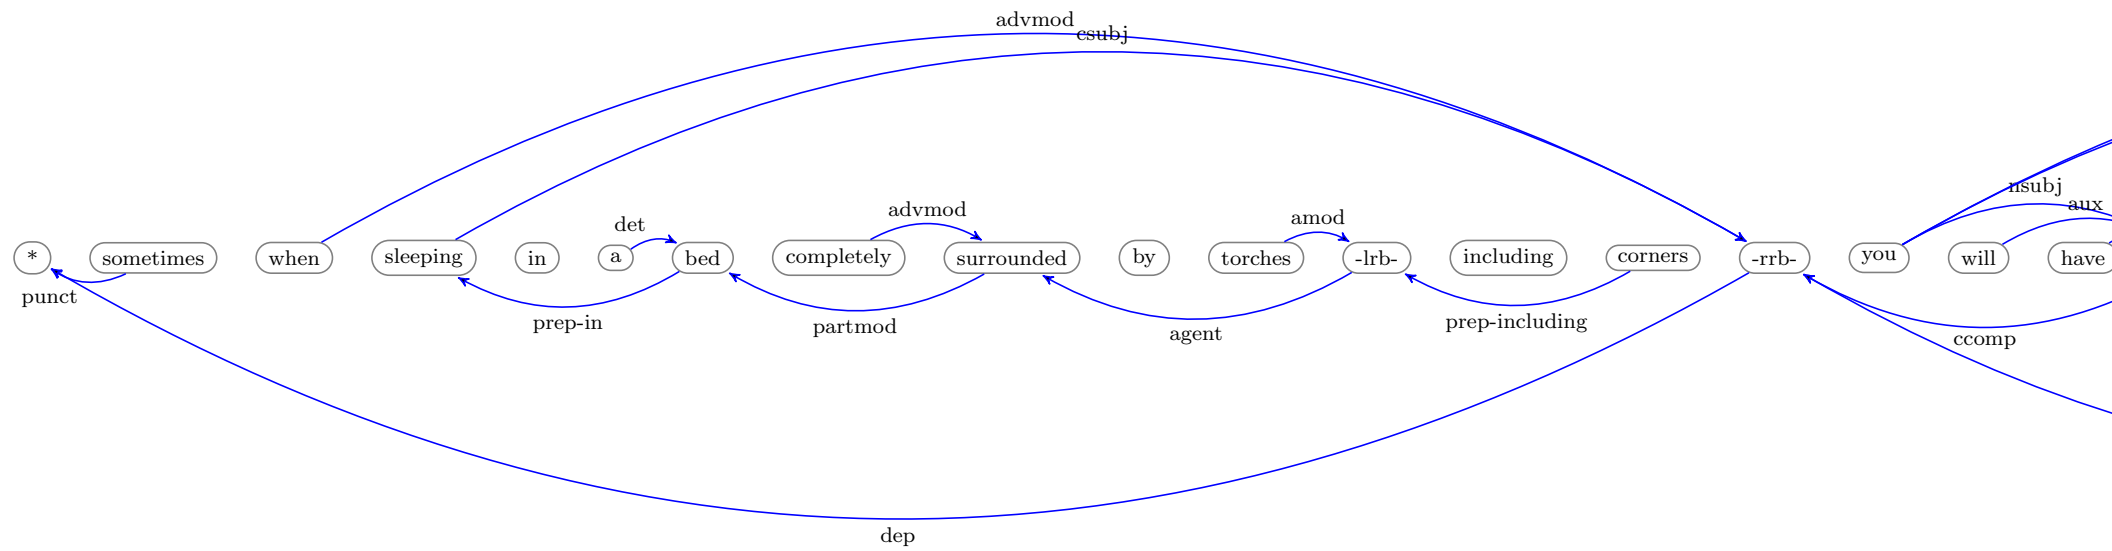 advmod
csubj
nsubj
aux
det
advmod
amod
* sometimes when sleeping in a bed completely surrounded by torches -lrb- including corners -rrb- you will have
punct
prep-in
partmod
agent
prep-including
ccomp
dep